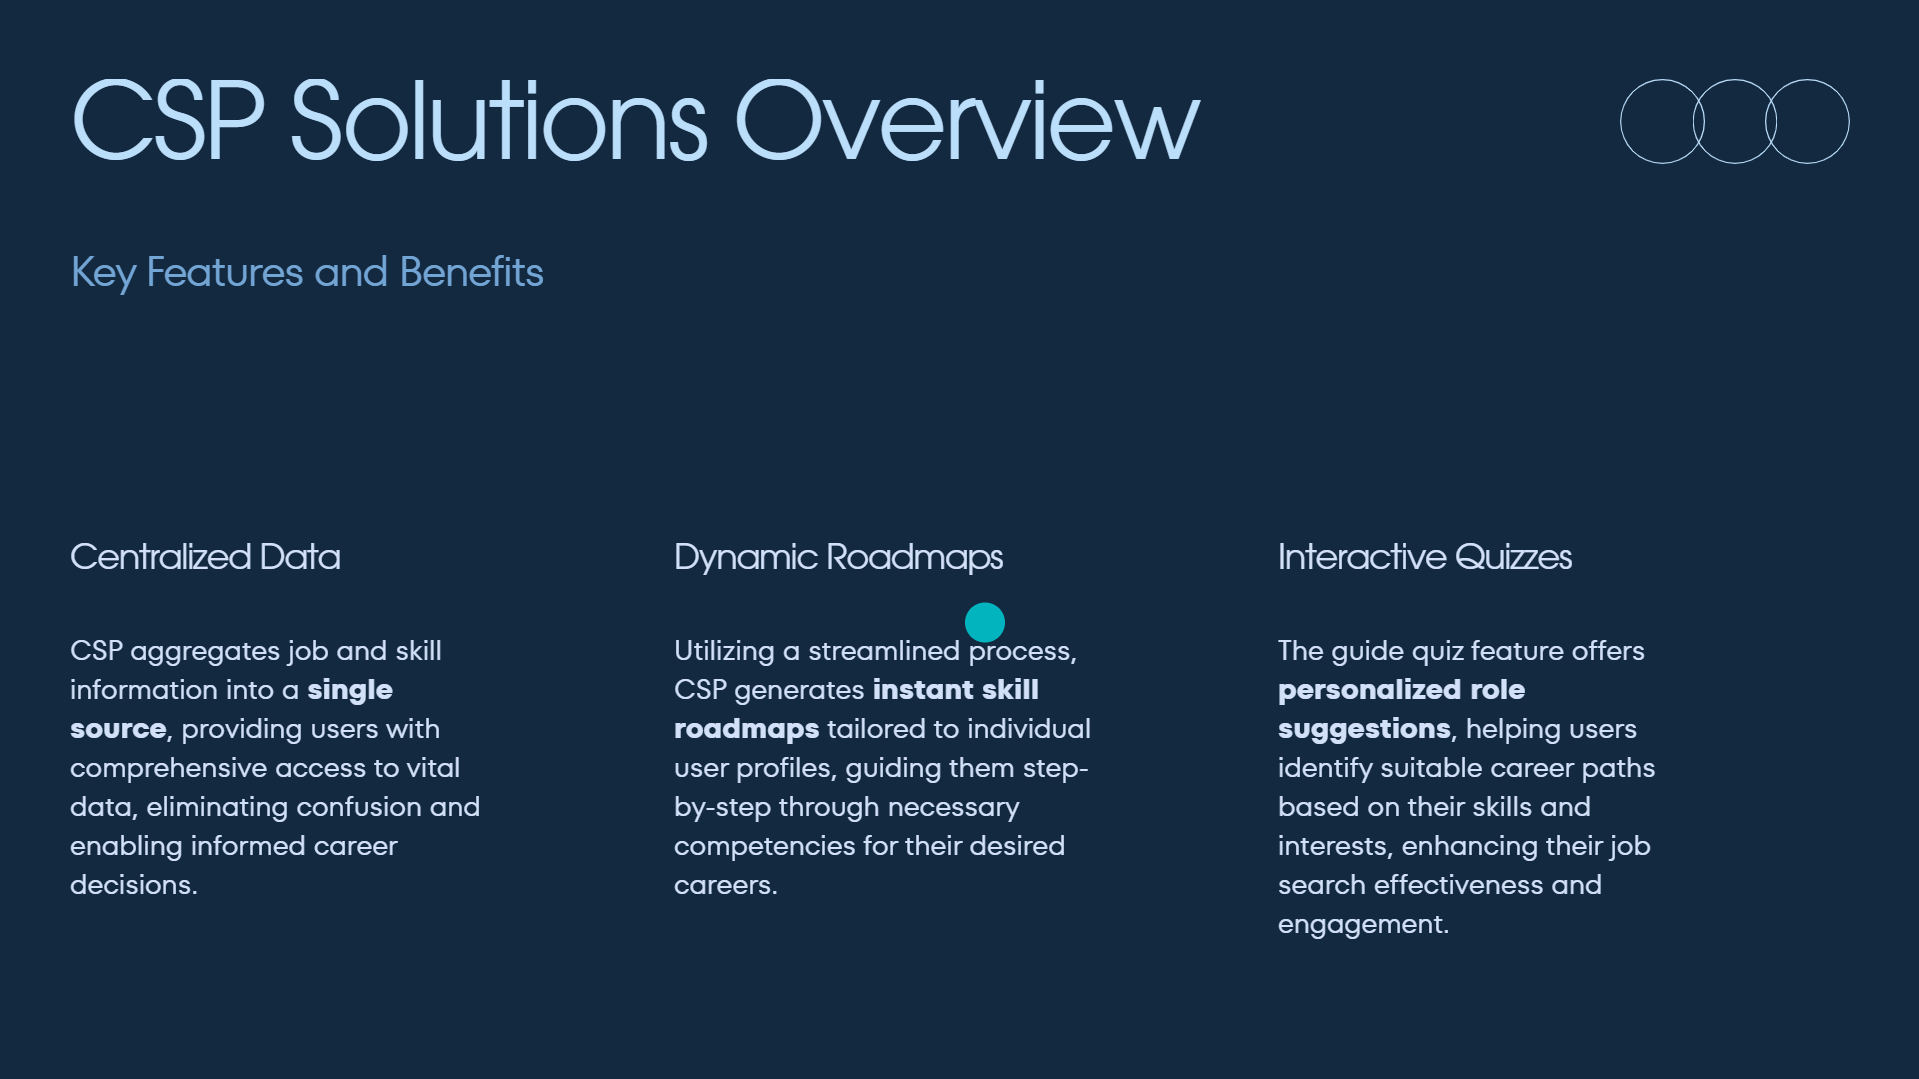 CSP Solutions Overview
Key Features and Benefits
Centralized Data
CSP aggregates job and skill
information into a single
source, providing users with
comprehensive access to vital
data, eliminating confusion and
enabling informed career
decisions.
Dynamic Roadmaps
Utilizing a streamlined process,
CSP generates instant skill
roadmaps tailored to individual
user profiles, guiding them step-
by-step through necessary
competencies for their desired
careers.
Interactive Quizzes
The guide quiz feature offers
personalized role
suggestions, helping users
identify suitable career paths
based on their skills and
interests, enhancing their job
search effectiveness and
engagement.